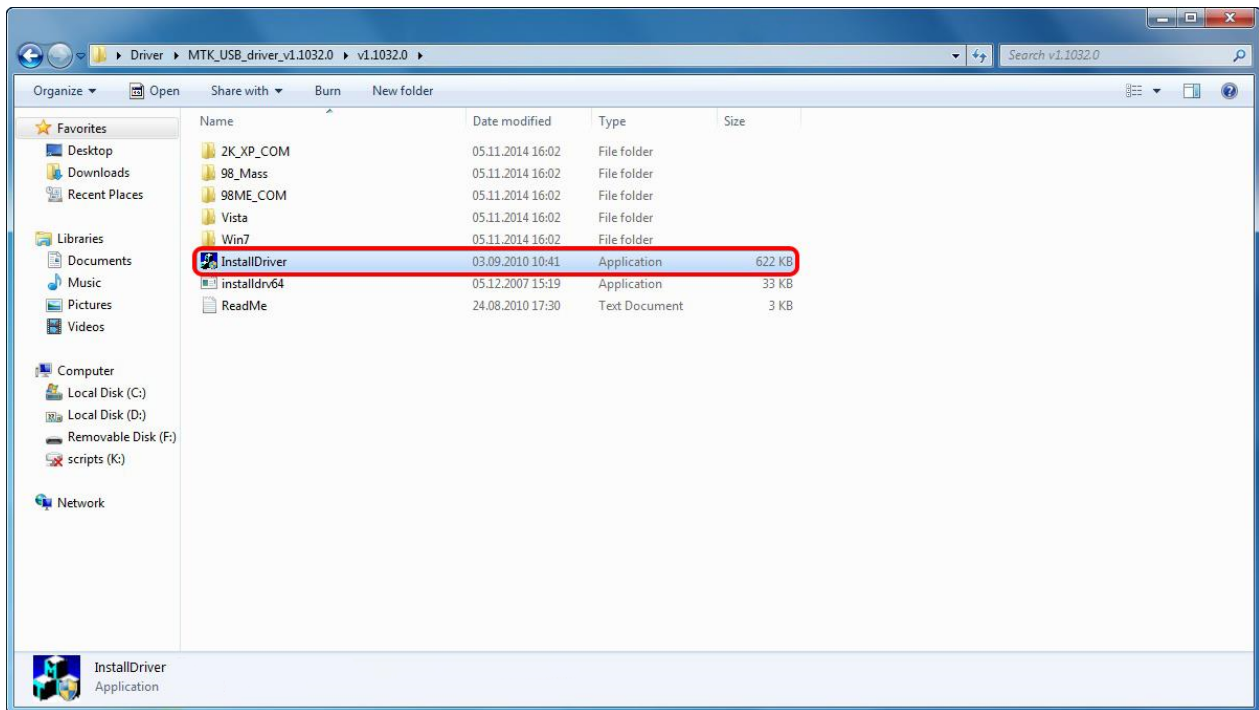 Driver MTK_USB_driver_v1.1032.0 v1.1032.0 Search v1.1032.0
Organize Open Share with Burn New folder
Favorites
Desktop
Downloads
Recent Places
Libraries
Documents
Music
Pictures
Videos
Computer
Local Disk (C:)
Local Disk (D:)
Removable Disk (F:)
scripts (K:)
Network
Name Date modified Type Size
2K_XP_COM 05.11.2014 16:02 File folder
98_Mass 05.11.2014 16:02 File folder
98ME_COM 05.11.2014 16:02 File folder
Vista 05.11.2014 16:02 File folder
Win7 05.11.2014 16:02 File folder
InstallDriver 03.09.2010 10:41 Application 622 KB
installdrv64 05.12.2007 15:19 Application 33 KB
ReadMe 24.08.2010 17:30 Text Document 3 KB
InstallDriver
Application